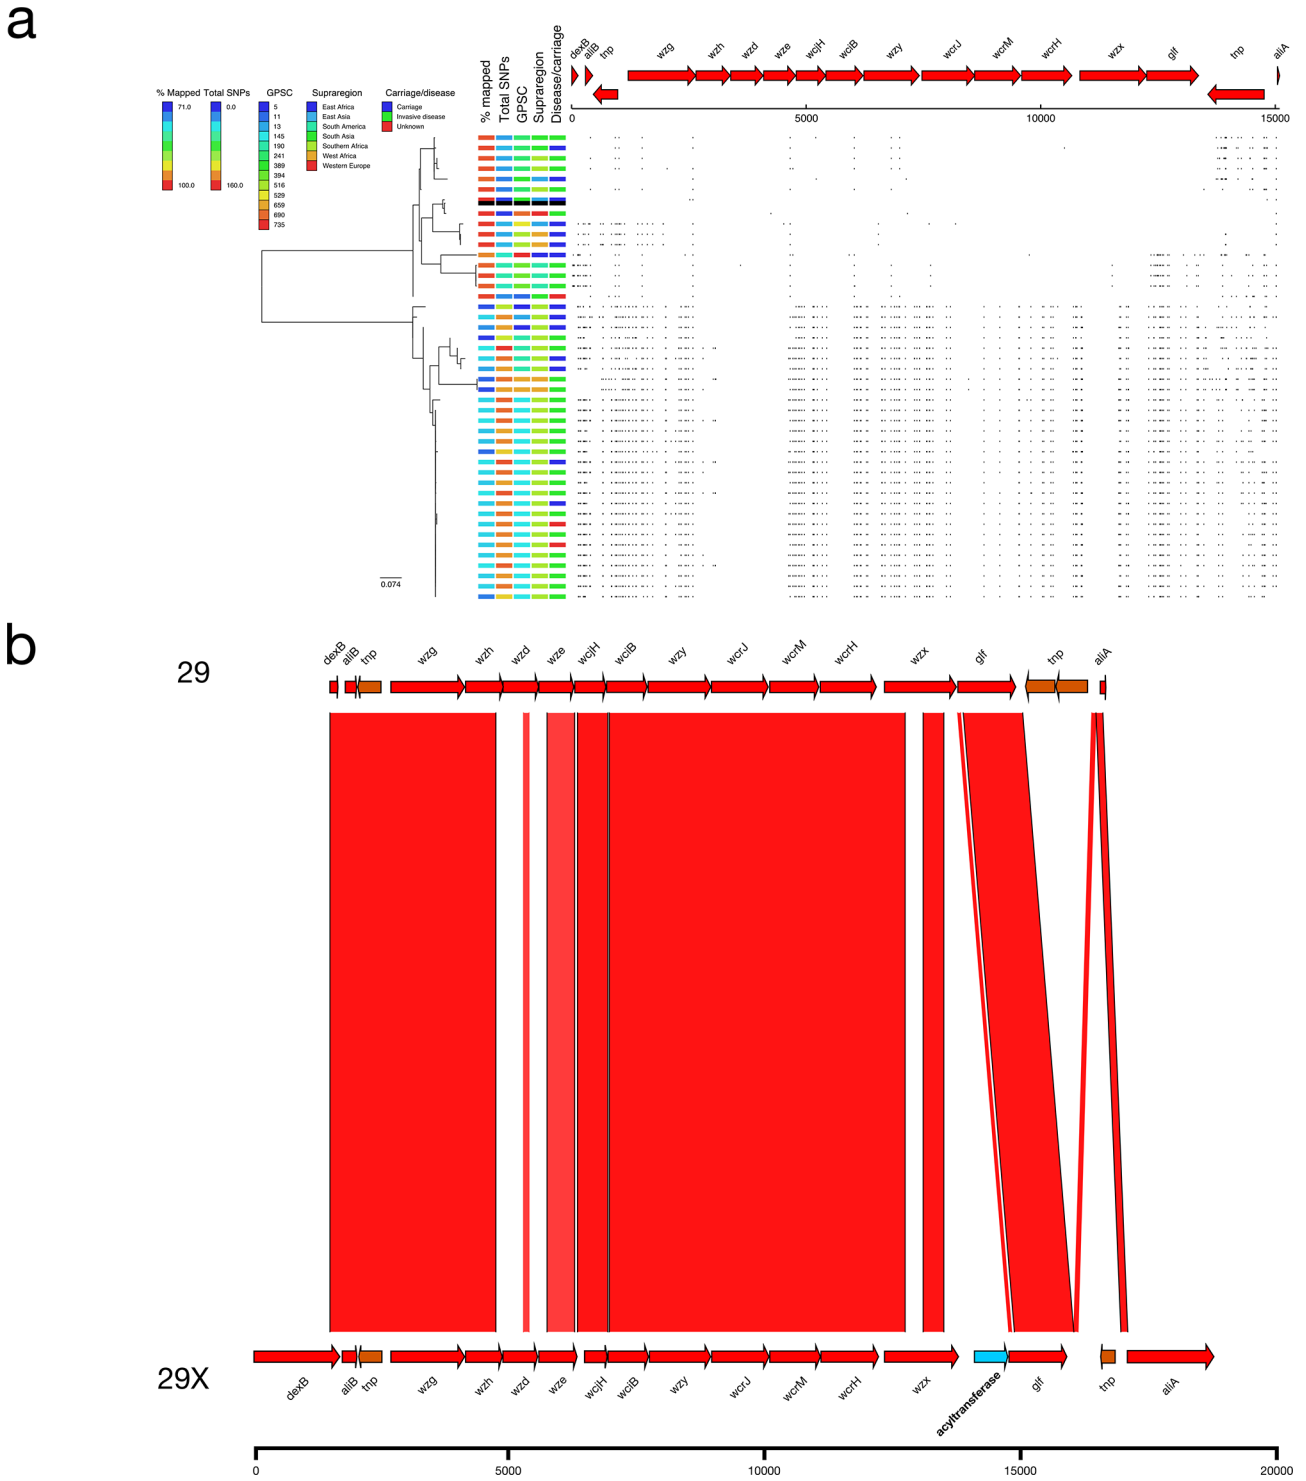 a
dexB aliB tnp wzg wzh wzd wze wcjH wciB wzy wcrJ wcrM wcrH wzx glf tnp aliA
0 5000 10000 15000
% mapped
Total SNPs
GPSC
Supraregion
Disease/carriage
% Mapped Total SNPs GPSC Supraregion Carriage/disease
71.0 0.0 5 East Africa Carriage
11 East Asia Invasive disease
13 South America Unknown
145 South Asia
190 Southern Africa
241 West Africa
389 Western Europe
394
100.0 160.0 516
529
659
690
735
0.074
b
dexB aliB tnp wzg wzh wzd wze wcjH wciB wzy wcrJ wcrM wcrH wzx glf tnp aliA
29
29X
dexB aliB tnp wzg wzh wzd wze wcjH wciB wzy wcrJ wcrM wcrH wzx acyltransferase glf tnp aliA
0 5000 10000 15000 20000